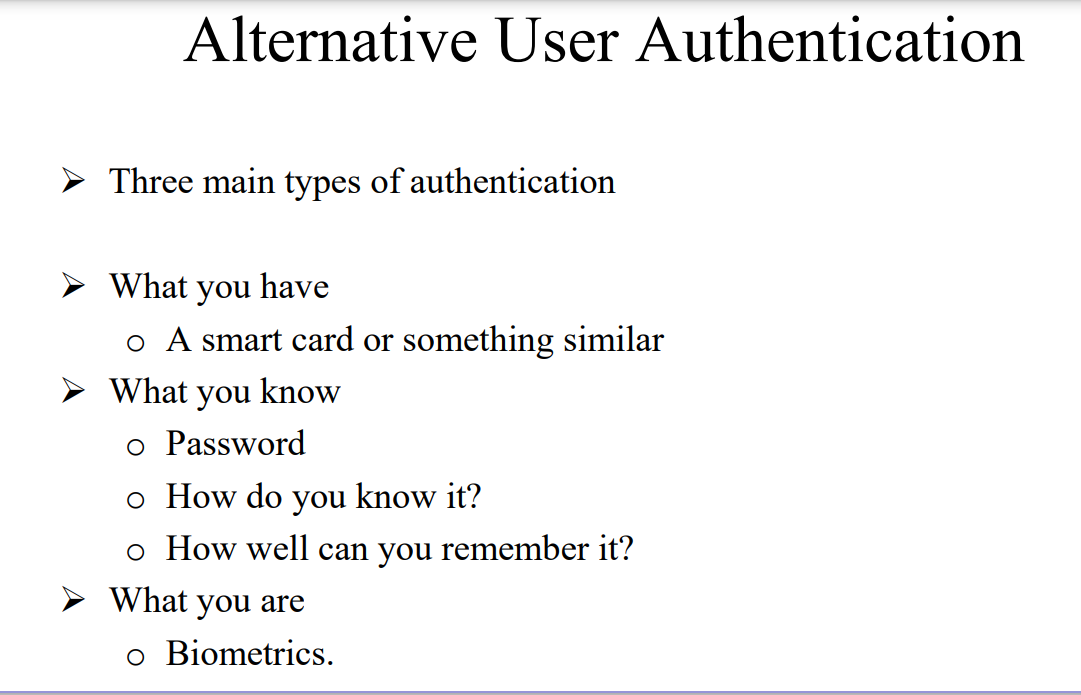 Alternative User Authentication
➢ Three main types of authentication
➢ What you have
o A smart card or something similar
➢ What you know
o Password
o How do you know it?
o How well can you remember it?
➢ What you are
o Biometrics.